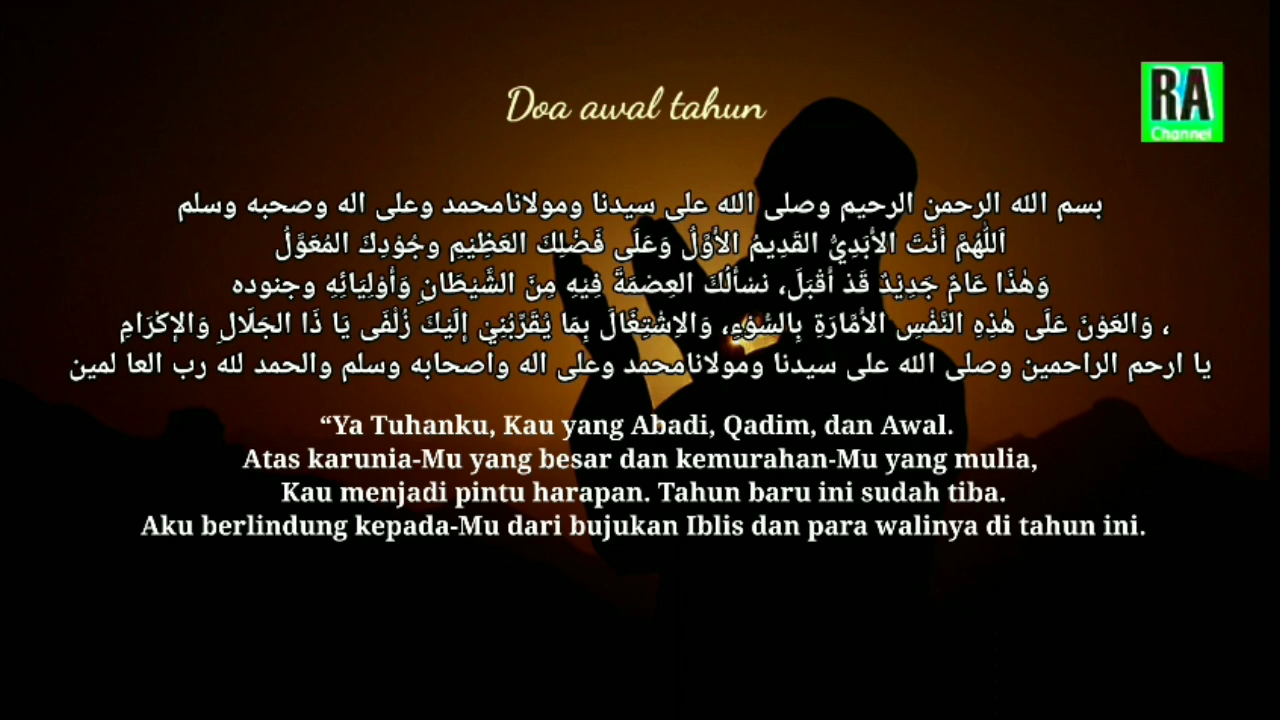 Doa awal tahun
RA
Channel
بسم الله الرحمن الرحيم وصلى الله على سيدنا ومولانامحمد وعلى اله وصحبه وسلم
اَللّٰهُمَّ أَنْتَ الأَبَدِيُّ القَدِيمُ الأَوَّلُ وَعَلَى فَضْلِكَ العَظِيْمِ وجُوْدِكَ المُعَوَّلُ
وَهٰذَا عَامٌ جَدِيْدٌ قَدْ أَقْبَلَ، نسْألُكَ العِصْمَةَ فِيْهِ مِنَ الشَّيْطَانِ وَأَوْلِيَائِهِ وجنوده
، وَالعَوْنَ عَلَى هٰذِهِ النَّفْسِ الأَمَّارَةِ بِالسُّوْءِ، وَالاِشْتِغَالَ بِمَا يُقَرِّبُنِيْ إلَيْكَ زُلْفَى يَا ذَا الجَلَالِ وَالإكْرَامِ
يا ارحم الراحمين وصلى الله على سيدنا ومولانامحمد وعلى اله واصحابه وسلم والحمد لله رب العا لمين
“Ya Tuhanku, Kau yang Abadi, Qadim, dan Awal.
Atas karunia-Mu yang besar dan kemurahan-Mu yang mulia,
Kau menjadi pintu harapan. Tahun baru ini sudah tiba.
Aku berlindung kepada-Mu dari bujukan Iblis dan para walinya di tahun ini.